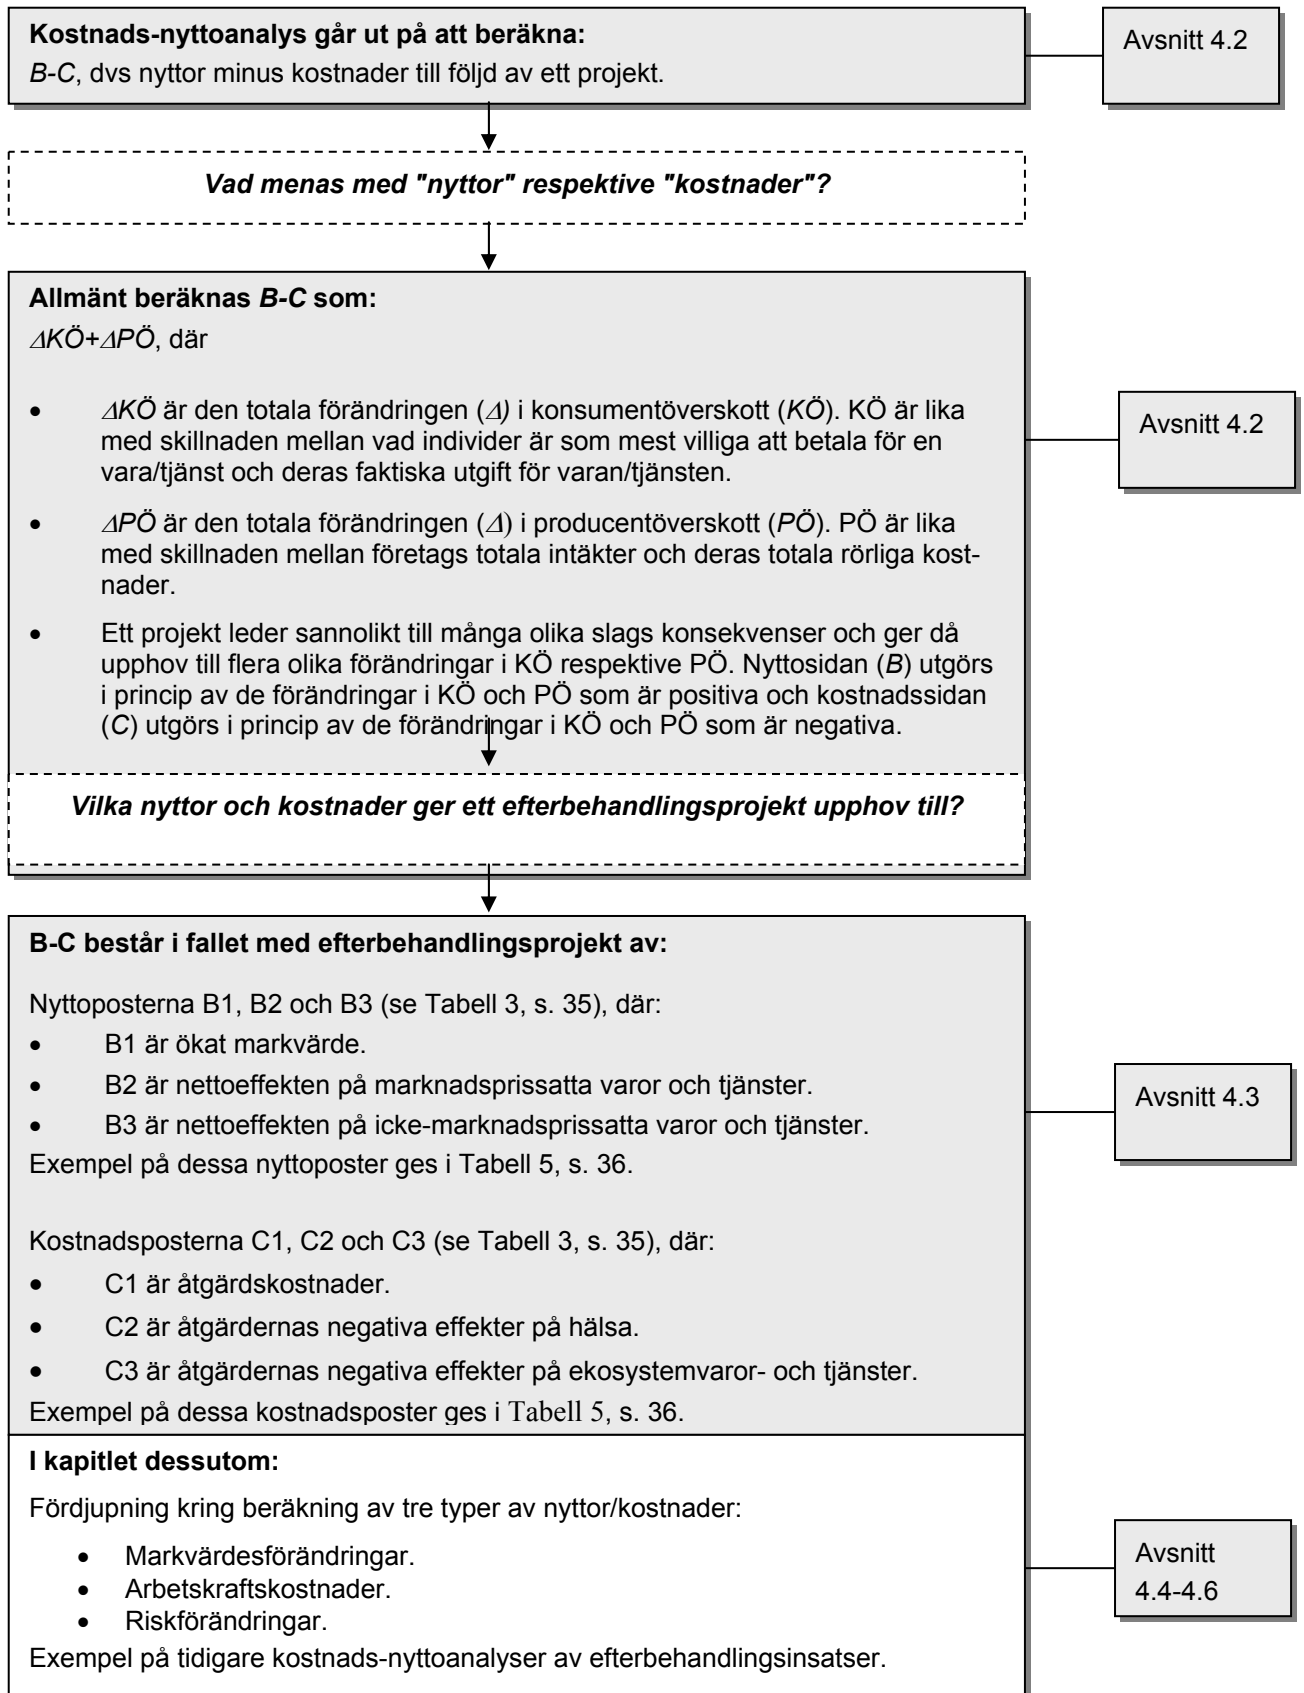 Kostnads-nyttoanalys går ut på att beräkna:
B-C, dvs nyttor minus kostnader till följd av ett projekt.
Avsnitt 4.2
Vad menas med "nyttor" respektive "kostnader"?
Allmänt beräknas B-C som:
ΔKÖ+ΔPÖ, där
• ΔKÖ är den totala förändringen (Δ) i konsumentöverskott (KÖ). KÖ är lika
med skillnaden mellan vad individer är som mest villiga att betala för en
vara/tjänst och deras faktiska utgift för varan/tjänsten.
• ΔPÖ är den totala förändringen (Δ) i producentöverskott (PÖ). PÖ är lika
med skillnaden mellan företags totala intäkter och deras totala rörliga kost-
nader.
• Ett projekt leder sannolikt till många olika slags konsekvenser och ger då
upphov till flera olika förändringar i KÖ respektive PÖ. Nyttosidan (B) utgörs
i princip av de förändringar i KÖ och PÖ som är positiva och kostnadssidan
(C) utgörs i princip av de förändringar i KÖ och PÖ som är negativa.
Avsnitt 4.2
Vilka nyttor och kostnader ger ett efterbehandlingsprojekt upphov till?
B-C består i fallet med efterbehandlingsprojekt av:
Nyttoposterna B1, B2 och B3 (se Tabell 3, s. 35), där:
• B1 är ökat markvärde.
• B2 är nettoeffekten på marknadsprissatta varor och tjänster.
• B3 är nettoeffekten på icke-marknadsprissatta varor och tjänster.
Exempel på dessa nyttoposter ges i Tabell 5, s. 36.
Kostnadsposterna C1, C2 och C3 (se Tabell 3, s. 35), där:
• C1 är åtgärdskostnader.
• C2 är åtgärdernas negativa effekter på hälsa.
• C3 är åtgärdernas negativa effekter på ekosystemvaror- och tjänster.
Exempel på dessa kostnadsposter ges i Tabell 5, s. 36.
Avsnitt 4.3
I kapitlet dessutom:
Fördjupning kring beräkning av tre typer av nyttor/kostnader:
• Markvärdesförändringar.
• Arbetskraftskostnader.
• Riskförändringar.
Exempel på tidigare kostnads-nyttoanalyser av efterbehandlingsinsatser.
Avsnitt
4.4-4.6